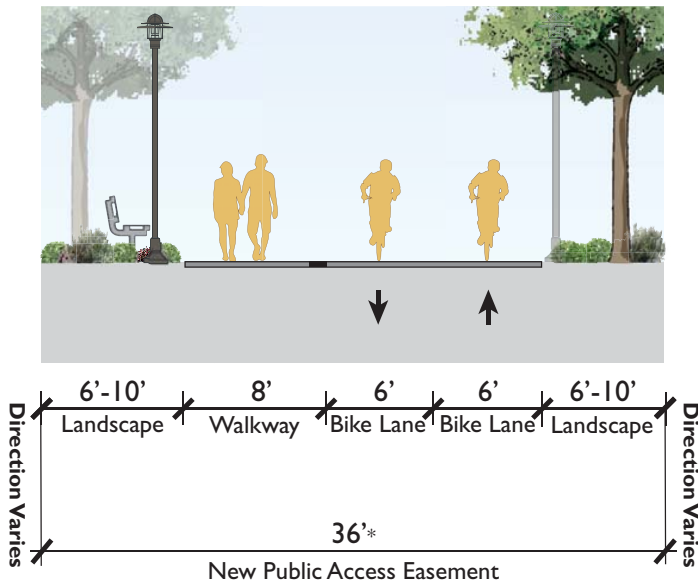 6'-10' 8' 6' 6' 6'-10'
Landscape Walkway Bike Lane Bike Lane Landscape
Direction Varies
Direction Varies
36'*
New Public Access Easement